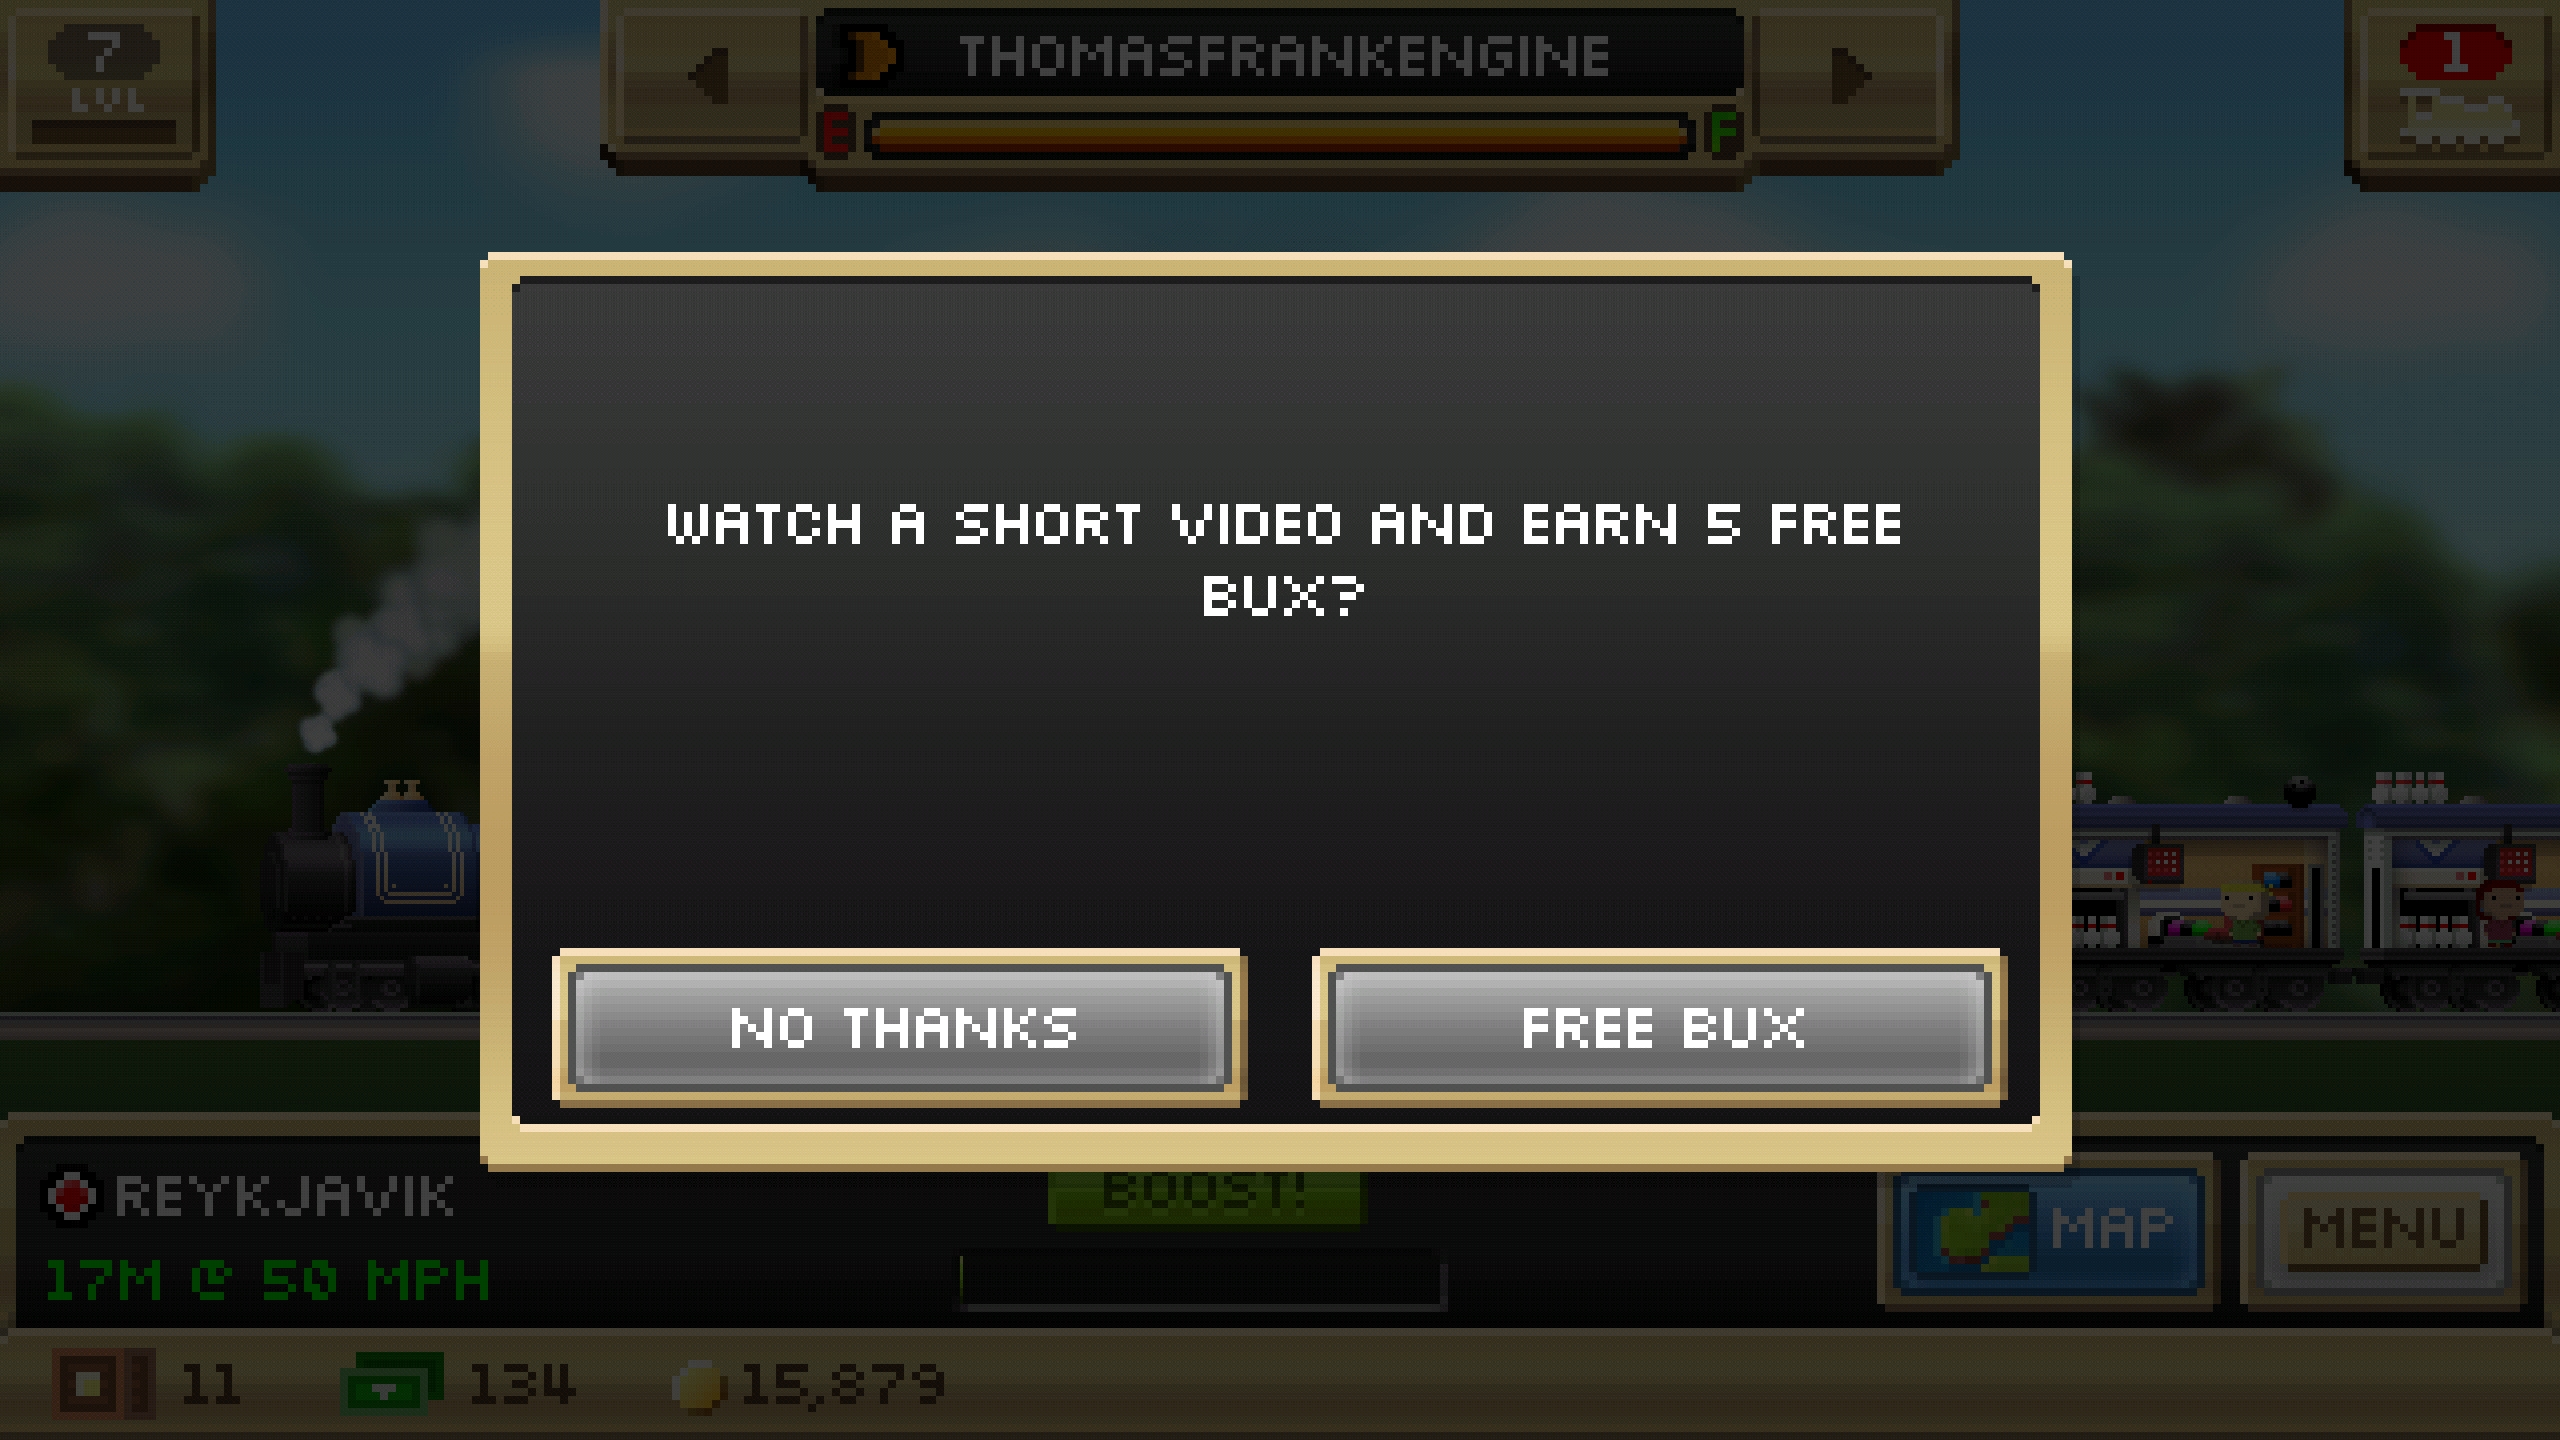 7
LVL
THOMASFRANKENGINE
E
F
1
WATCH A SHORT VIDEO AND EARN 5 FREE
BUX?
NO THANKS
FREE BUX
REYKJAVIK
BOOST!
MAP
MENU
17M @ 50 MPH
11
134
15,879